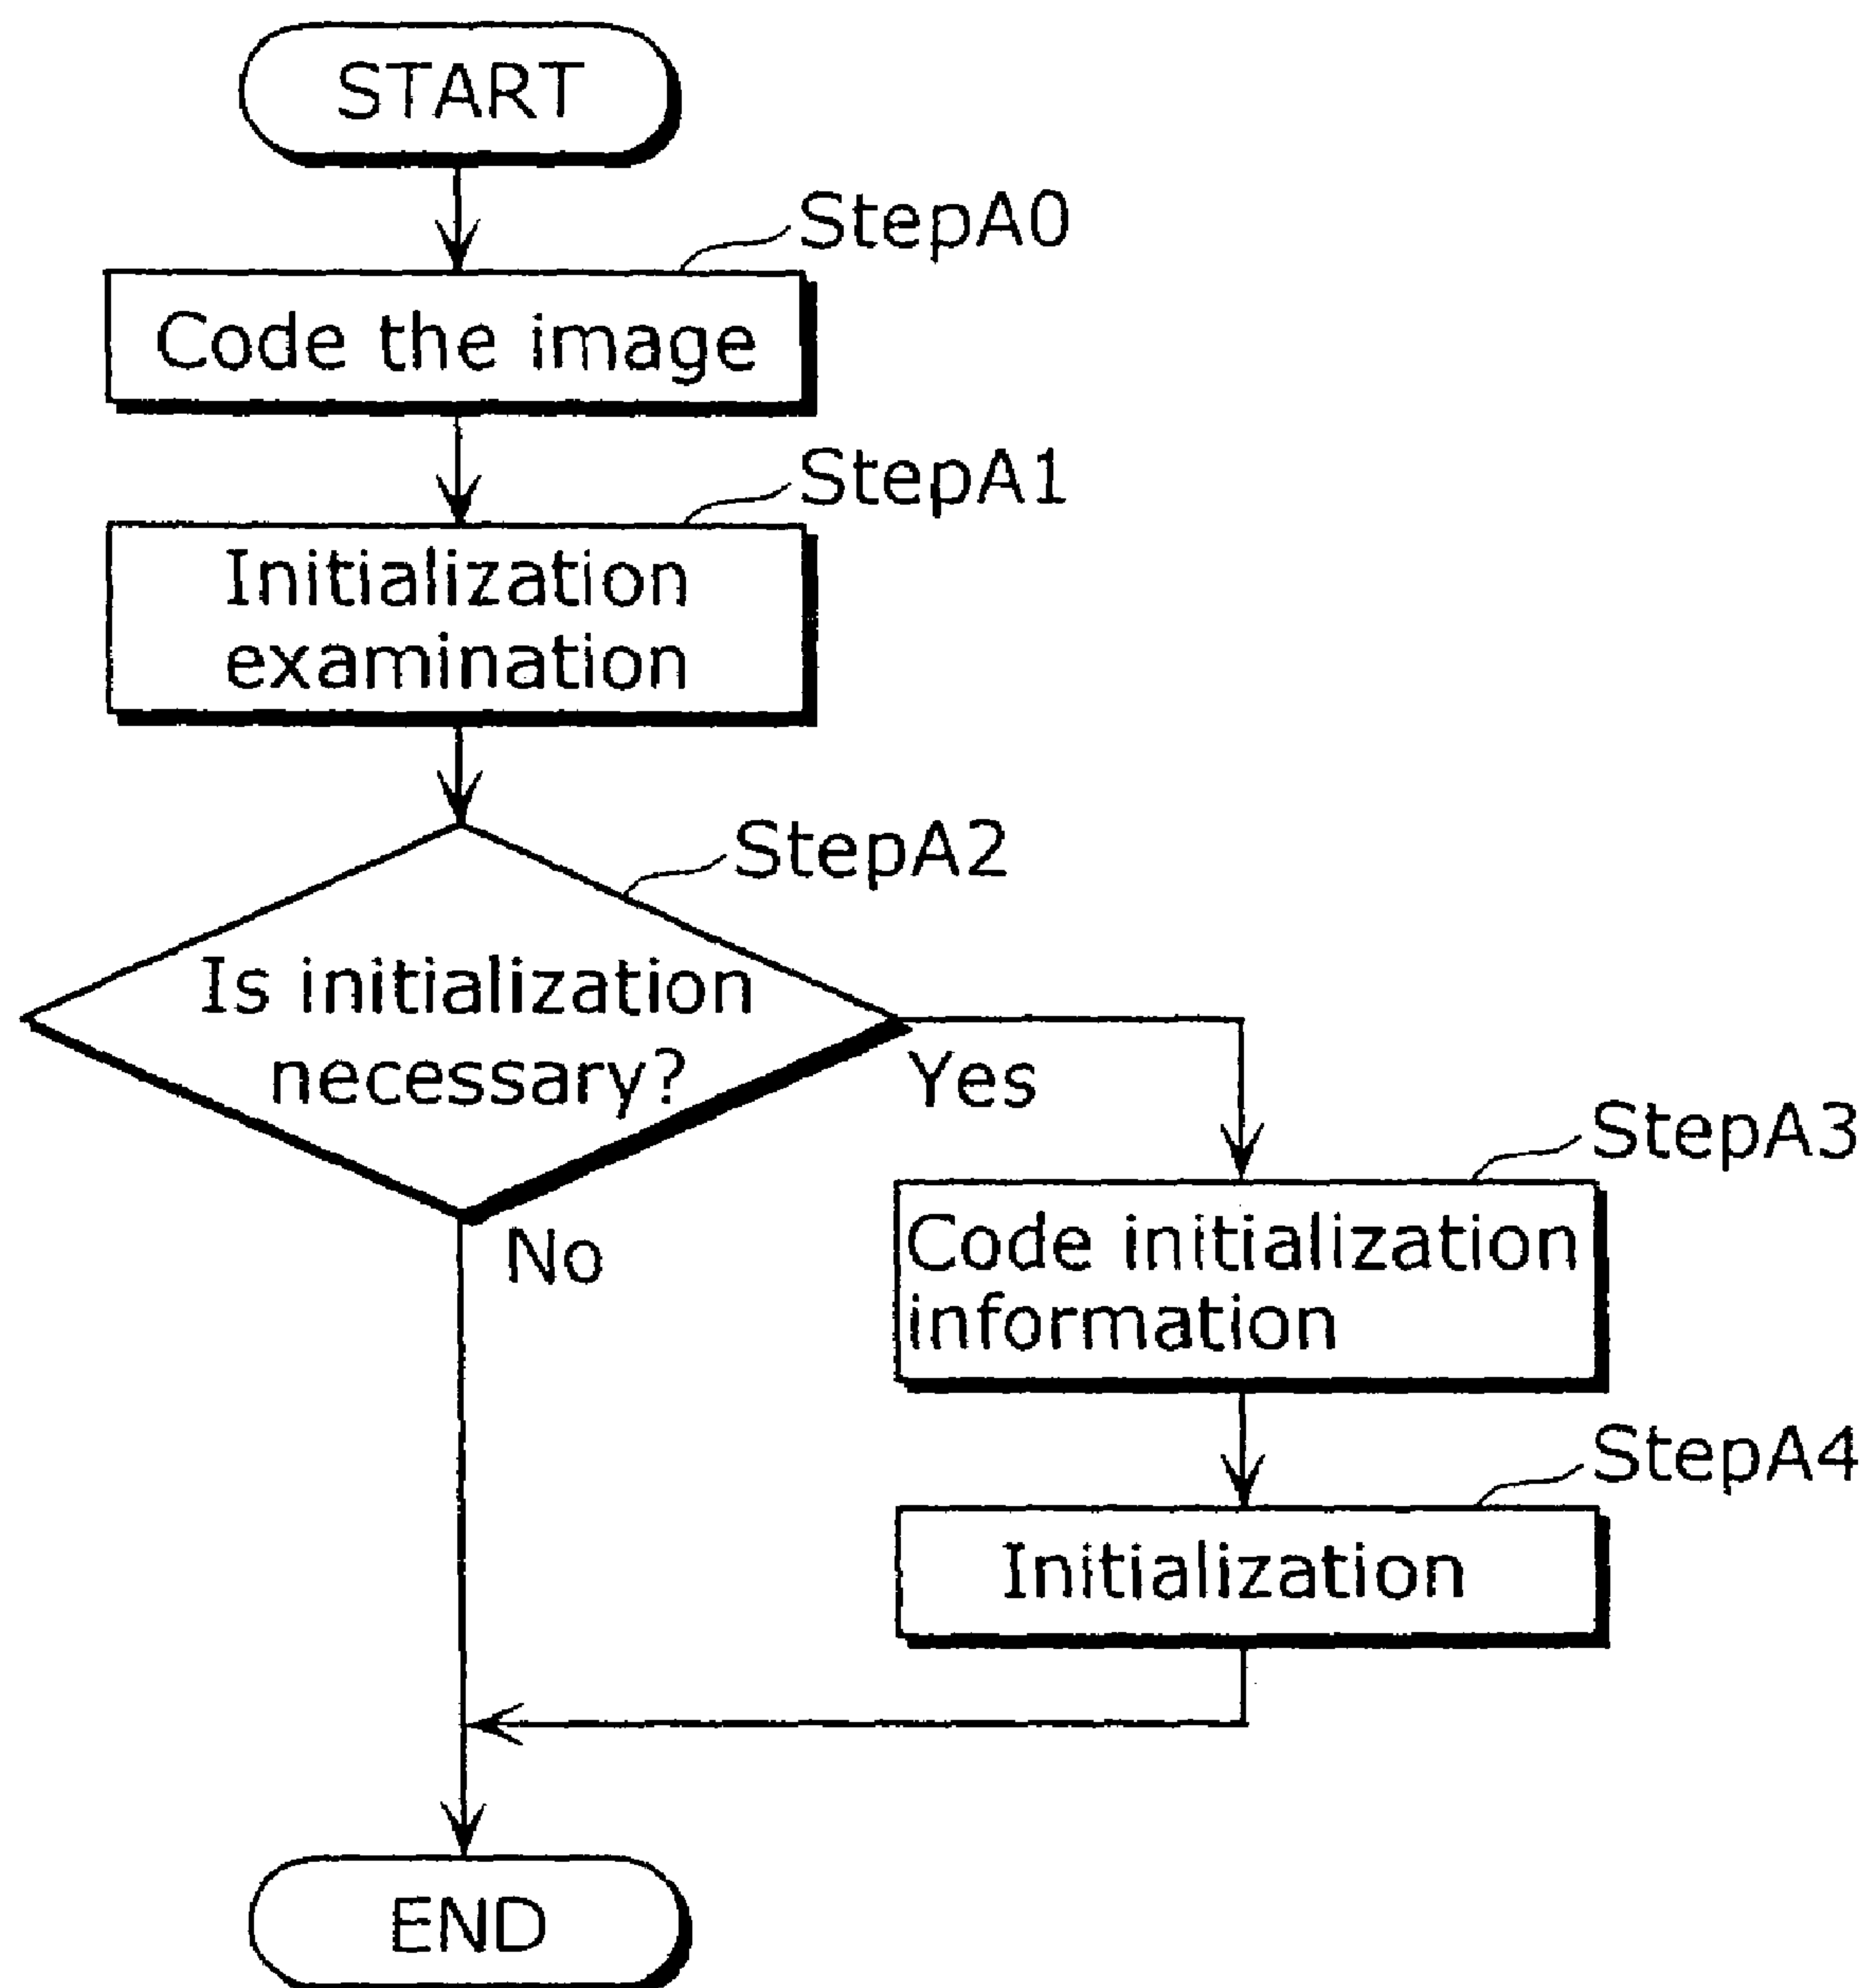 START
StepA0
Code the image
StepA1
Initialization
examination
StepA2
Is initialization
necessary?
Yes
No
StepA3
Code initialization
information
StepA4
Initialization
END